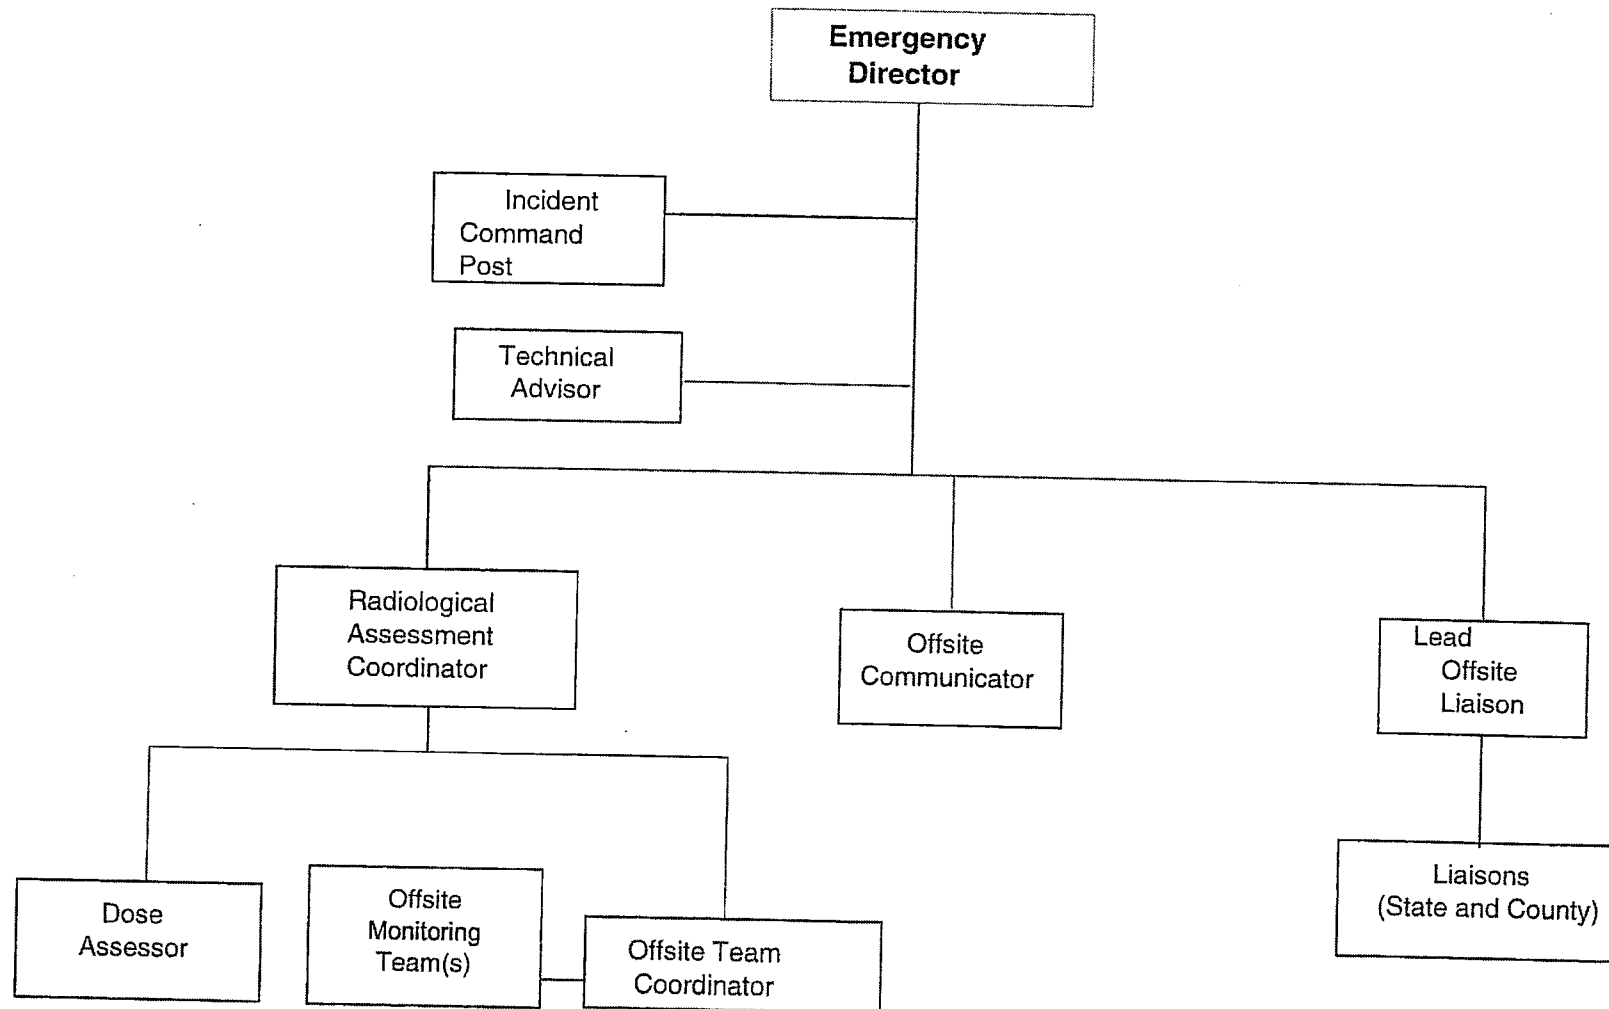 Emergency
Director
Incident
Command
Post
Technical
Advisor
Radiological
Assessment
Coordinator
Offsite
Communicator
Lead
Offsite
Liaison
Dose
Assessor
Offsite
Monitoring
Team(s)
Offsite Team
Coordinator
Liaisons
(State and County)